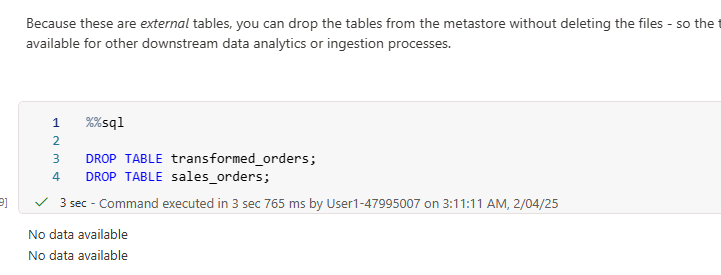 Because these are external tables, you can drop the tables from the metastore without deleting the files - so the t
available for other downstream data analytics or ingestion processes.
1 %%sql
2
3 DROP TABLE transformed_orders;
4 DROP TABLE sales_orders;
9] ✓ 3 sec - Command executed in 3 sec 765 ms by User1-47995007 on 3:11:11 AM, 2/04/25
No data available
No data available